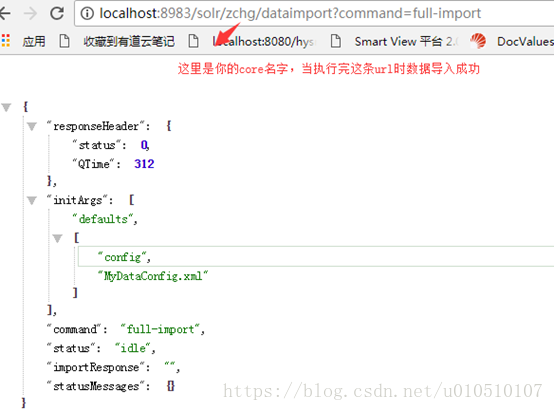 localhost:8983/solr/zchg/dataimport?command=full-import
应用 收藏到有道云笔记 localhost:8080/hys Smart View 平台 2.0 DocValues
这里是你的core名字，当执行完这条url时数据导入成功
{
"responseHeader": {
"status": 0,
"QTime": 312
},
"initArgs": [
"defaults",
[
"config",
"MyDataConfig.xml"
]
],
"command": "full-import",
"status": "idle",
"importResponse": "",
"statusMessages": {}
}
https://blog.csdn.net/u010510107